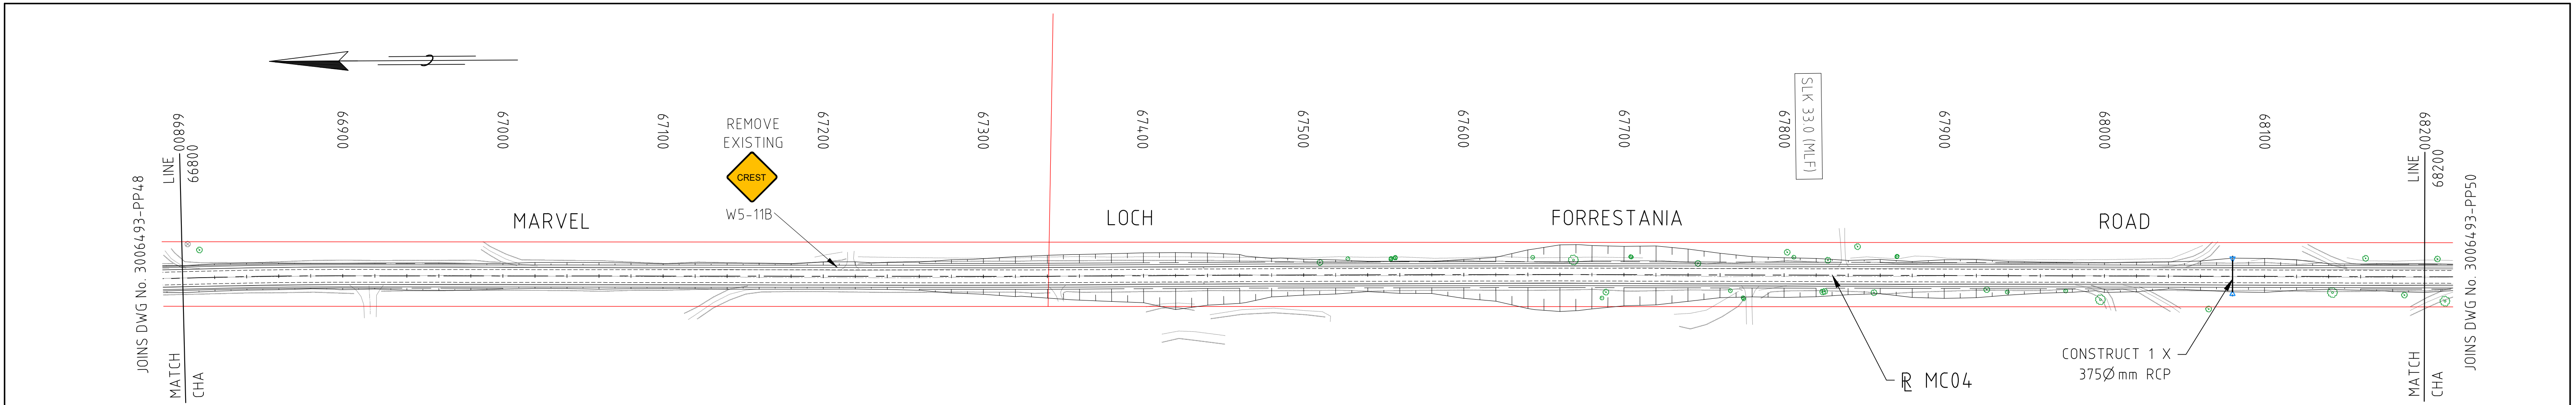 66800
66900
67000
67100
67200
67300
67400
67500
67600
67700
67800
67900
68000
68100
68200
REMOVE
EXISTING
CREST
W5-11B
SLK 33.0 (MLF)
JOINS DWG No. 3006493-PP48
MATCH LINE
CHA 66800
MARVEL LOCH FORRESTANIA ROAD
MATCH LINE
CHA 68200
JOINS DWG No. 3006493-PP50
CONSTRUCT 1 X
375Ø mm RCP
℄ MC04